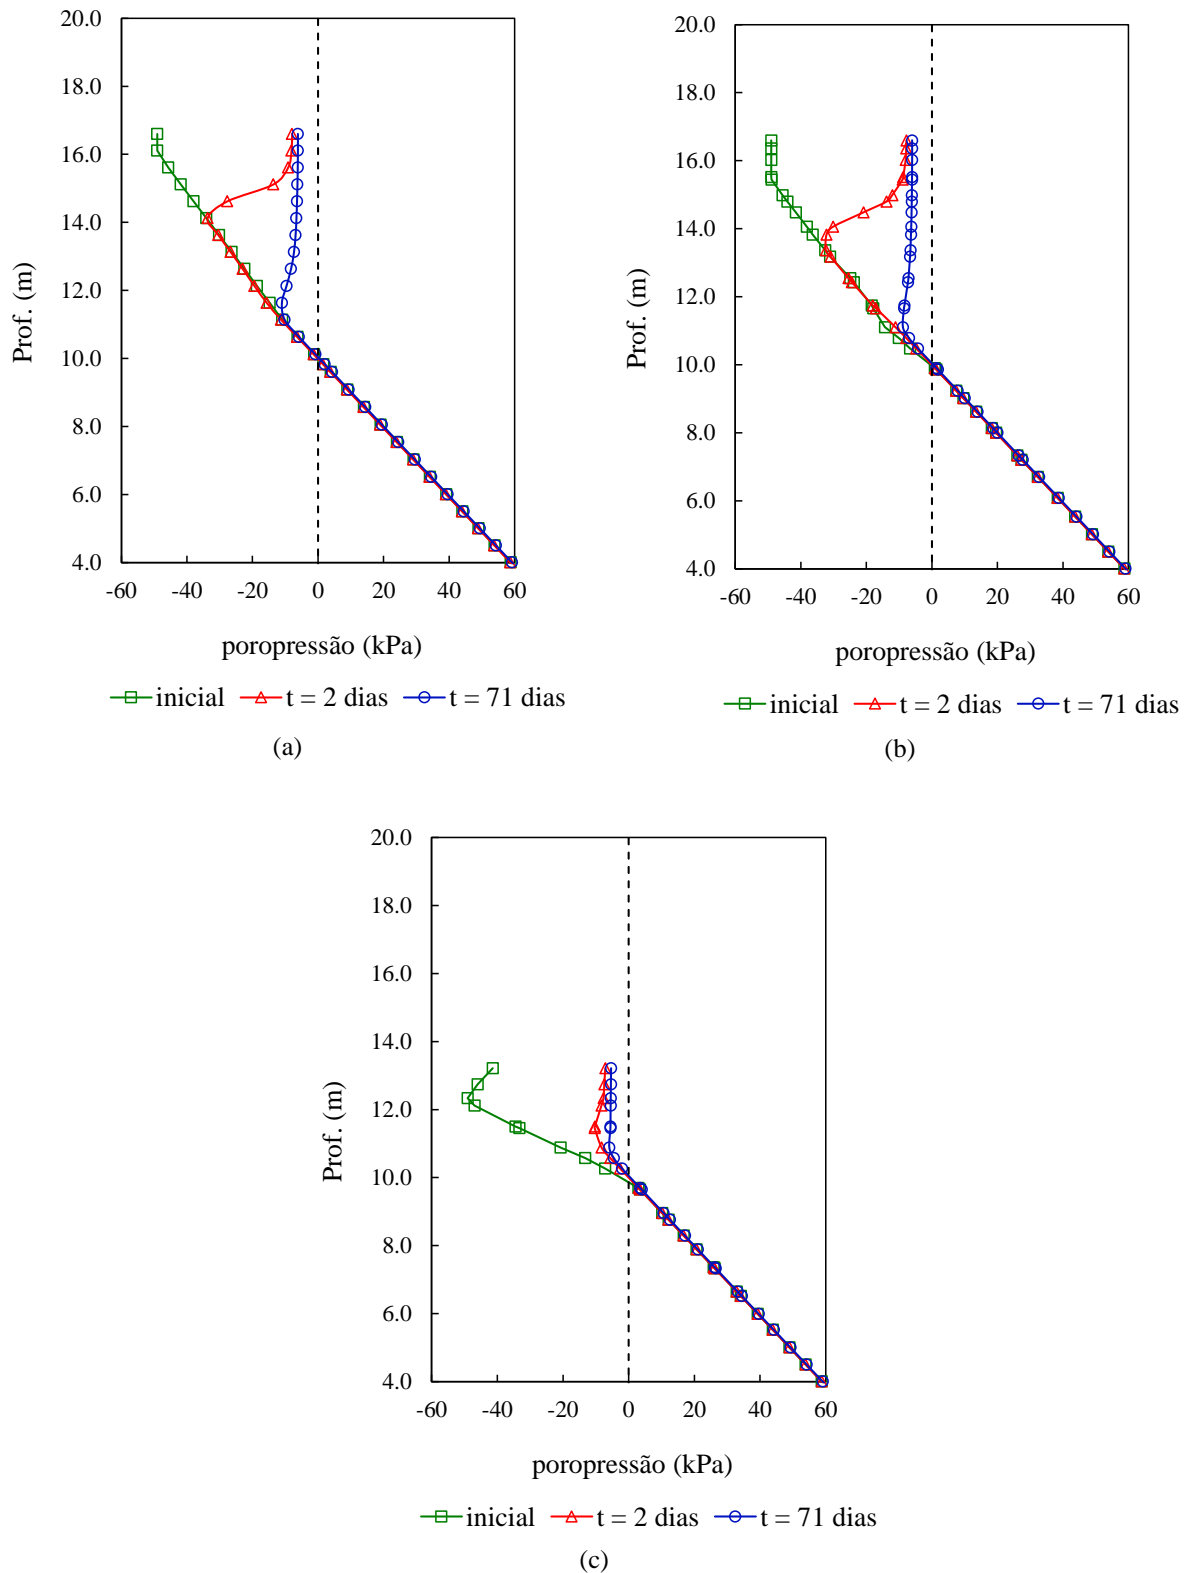 20.0
18.0
16.0
14.0
12.0
10.0
8.0
6.0
4.0
Prof. (m)
-60 -40 -20 0 20 40 60
poropressão (kPa)
inicial t = 2 dias t = 71 dias
(a)
20.0
18.0
16.0
14.0
12.0
10.0
8.0
6.0
4.0
Prof. (m)
-60 -40 -20 0 20 40 60
poropressão (kPa)
inicial t = 2 dias t = 71 dias
(b)
20.0
18.0
16.0
14.0
12.0
10.0
8.0
6.0
4.0
Prof. (m)
-60 -40 -20 0 20 40 60
poropressão (kPa)
inicial t = 2 dias t = 71 dias
(c)